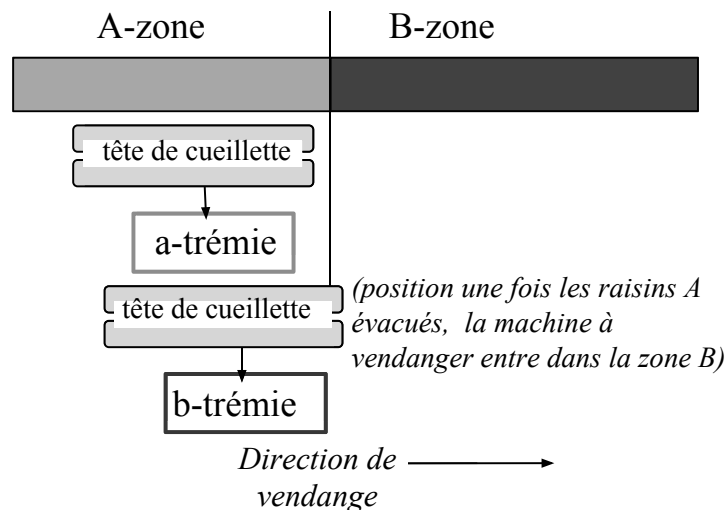 A-zone
B-zone
tête de cueillette
a-trémie
tête de cueillette
(position une fois les raisins A
évacués, la machine à
vendanger entre dans la zone B)
b-trémie
Direction de
vendange